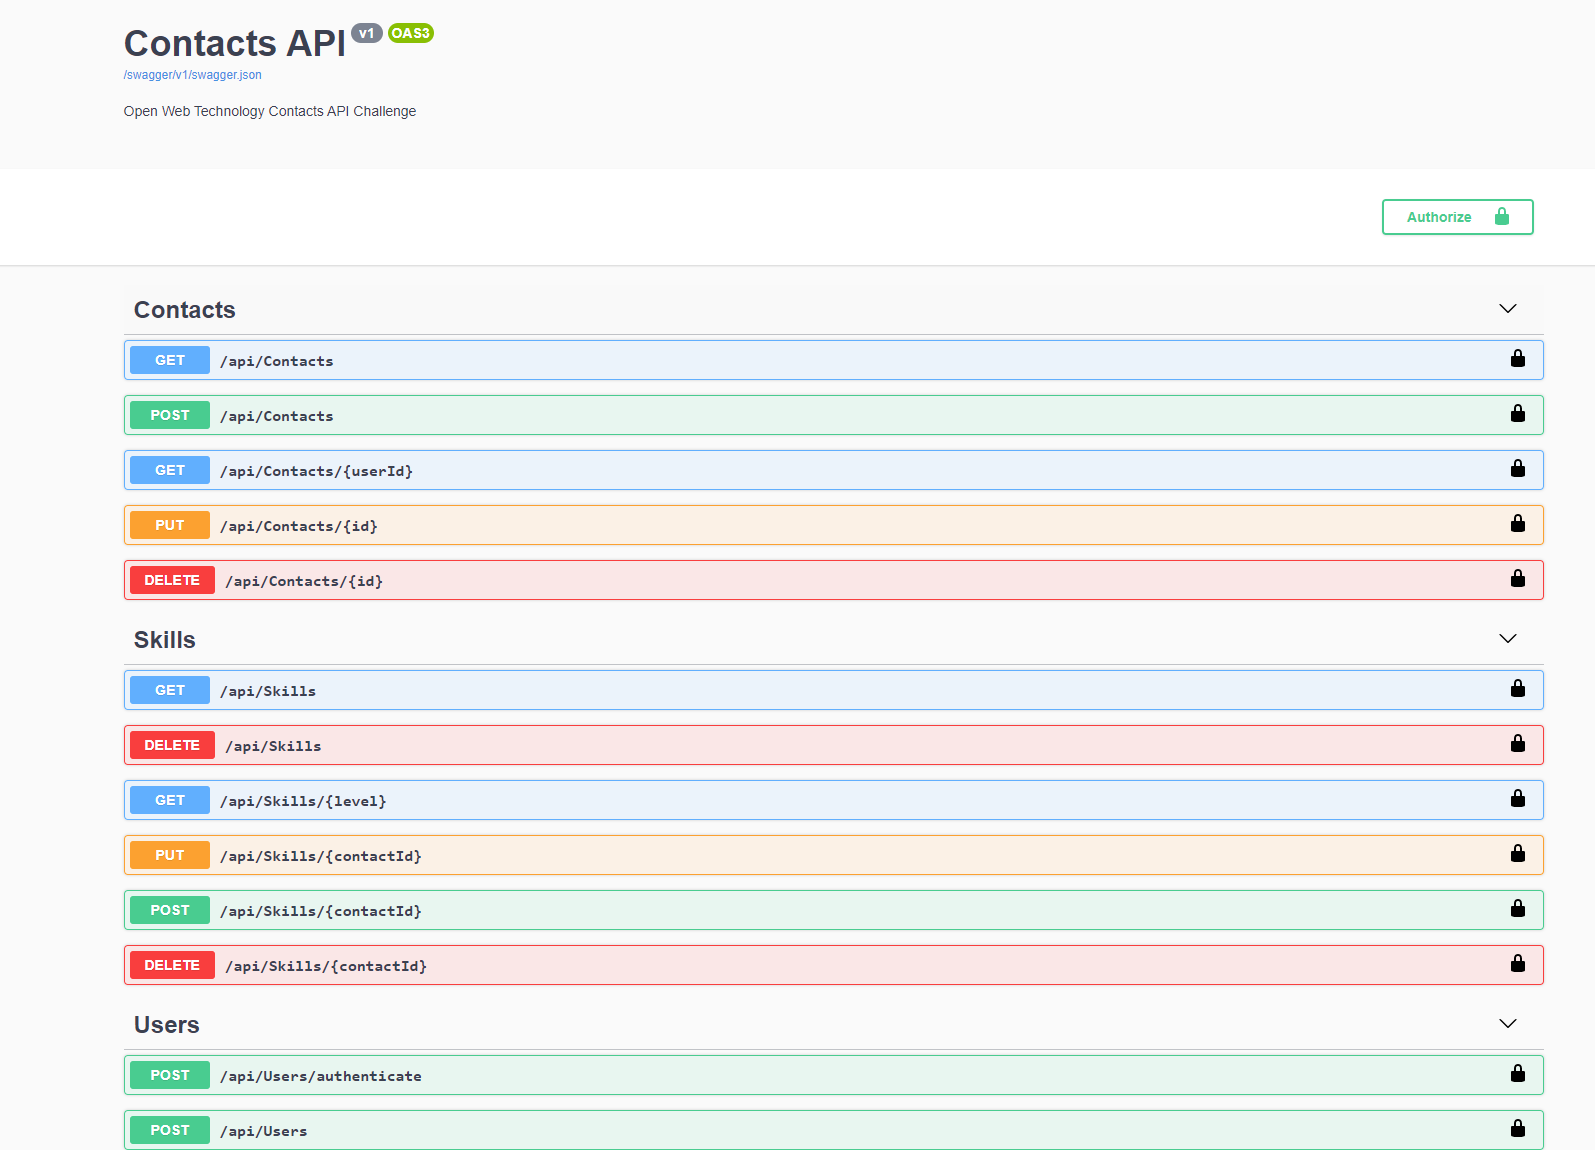 Contacts API v1 OAS3
/swagger/v1/swagger.json
Open Web Technology Contacts API Challenge
Authorize
Contacts
GET /api/Contacts
POST /api/Contacts
GET /api/Contacts/{userId}
PUT /api/Contacts/{id}
DELETE /api/Contacts/{id}
Skills
GET /api/Skills
DELETE /api/Skills
GET /api/Skills/{level}
PUT /api/Skills/{contactId}
POST /api/Skills/{contactId}
DELETE /api/Skills/{contactId}
Users
POST /api/Users/authenticate
POST /api/Users